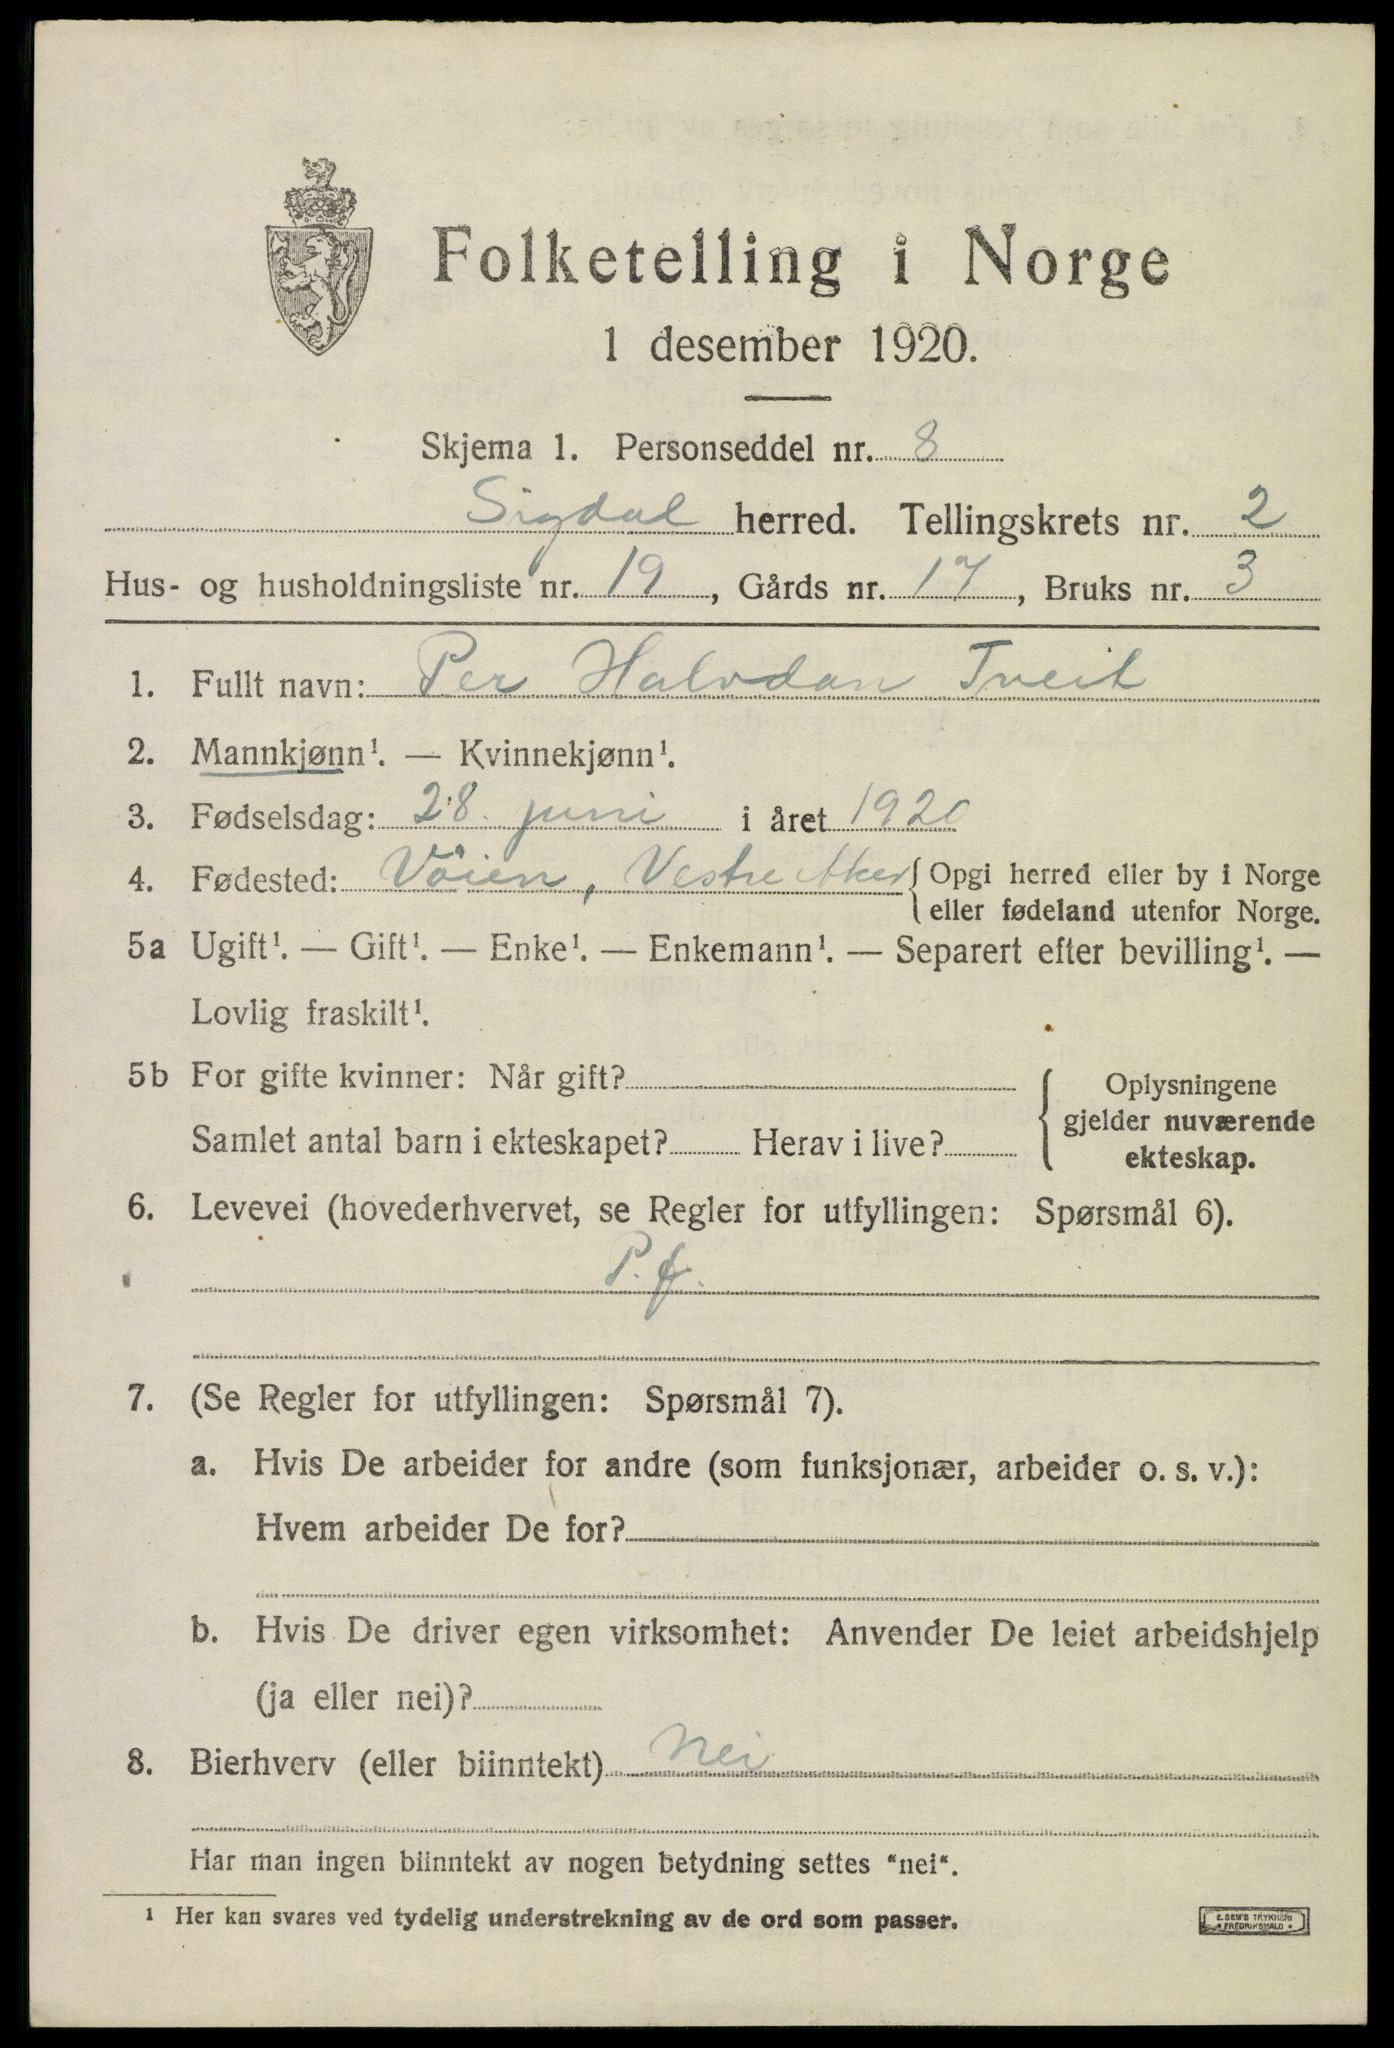 Folketelling i Norge
1 desember 1920.
Skjema 1. Personseddel nr. 8
Sigdal herred. Tellingskrets nr. 2
Hus- og husholdningsliste nr. 19, Gårds nr. 17, Bruks nr. 3
1. Fullt navn: Per Halvdan Tveit
2. Mannkjønn¹. — Kvinnekjønn¹.
3. Fødselsdag: 28. juni i året 1920
4. Fødested: Vöien, Vestre Aker { Opgi herred eller by i Norge
eller fødeland utenfor Norge.
5a Ugift¹. — Gift¹. — Enke¹. — Enkemann¹. — Separert efter bevilling¹. —
Lovlig fraskilt¹.
5b For gifte kvinner: Når gift?
Samlet antal barn i ekteskapet? Herav i live?
Oplysningene
gjelder nuværende
ekteskap.
6. Levevei (hovederhvervet, se Regler for utfyllingen: Spørsmål 6).
P. f.
7. (Se Regler for utfyllingen: Spørsmål 7).
a. Hvis De arbeider for andre (som funksjonær, arbeider o. s. v.):
Hvem arbeider De for?
b. Hvis De driver egen virksomhet: Anvender De leiet arbeidshjelp
(ja eller nei)?
8. Bierhverv (eller biinntekt) Nei
Har man ingen biinntekt av nogen betydning settes "nei".
¹ Her kan svares ved tydelig understrekning av de ord som passer.
E. SEM'S TRYKKERI
FREDRIKSHALD